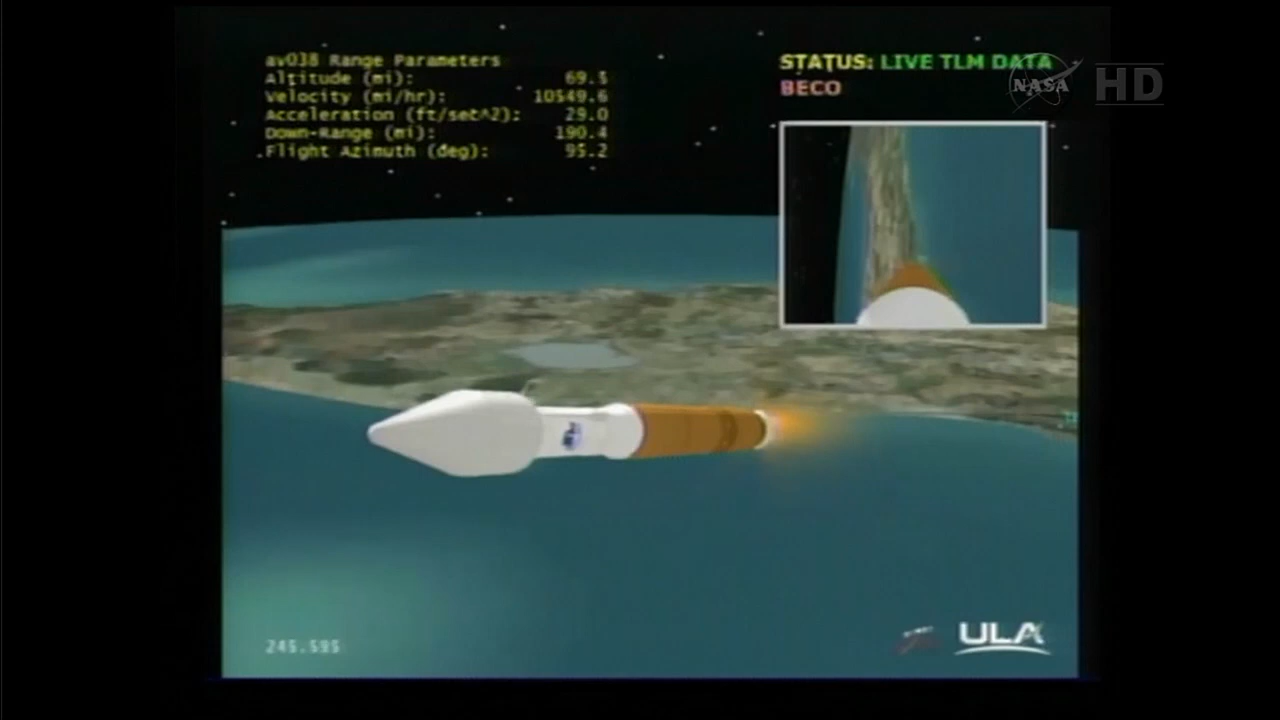 av038 Range Parameters
Altitude (mi): 69.5
Velocity (mi/hr): 10549.6
Acceleration (ft/sec^2): 29.0
Down-Range (mi): 190.4
Flight Azimuth (deg): 95.2
STATUS: LIVE TLM DATA
BECO
NASA HD
245.595
ULA